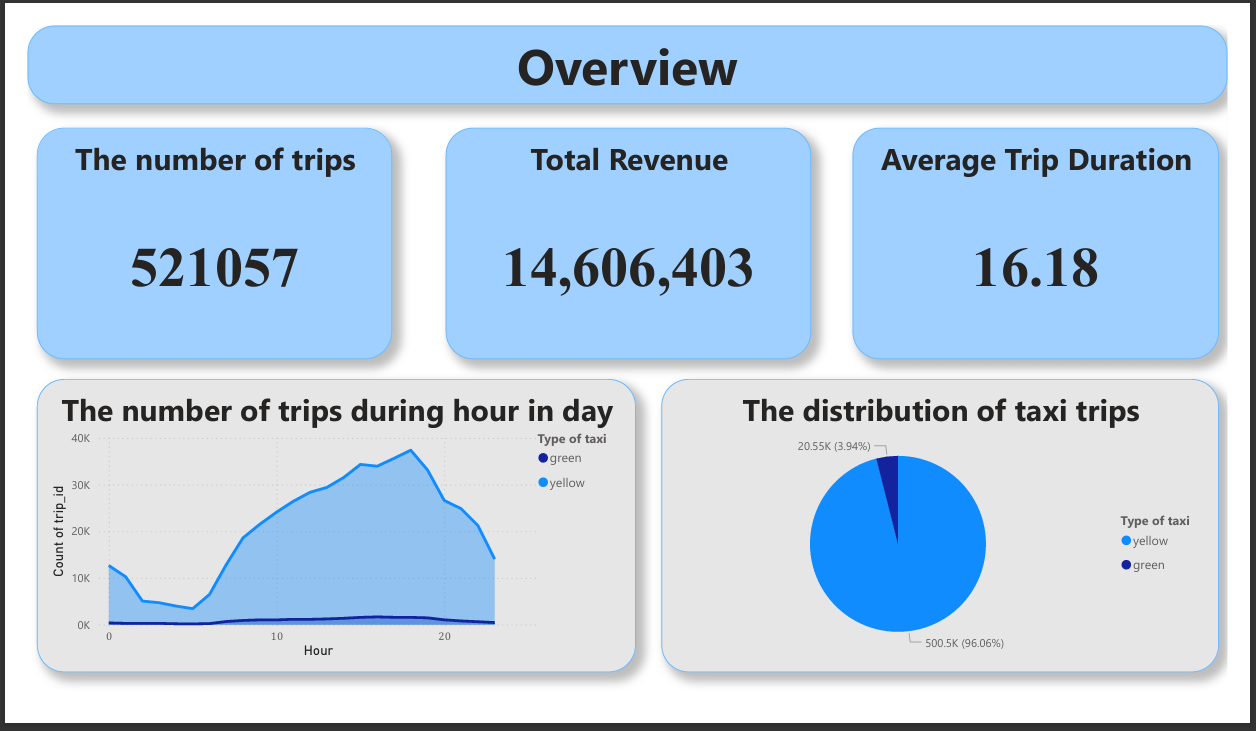 Overview
The number of trips
521057
Total Revenue
14,606,403
Average Trip Duration
16.18
The number of trips during hour in day
Type of taxi
green
yellow
Count of trip_id
40K
30K
20K
10K
0K
0
10
20
Hour
The distribution of taxi trips
20.55K (3.94%)
500.5K (96.06%)
Type of taxi
yellow
green